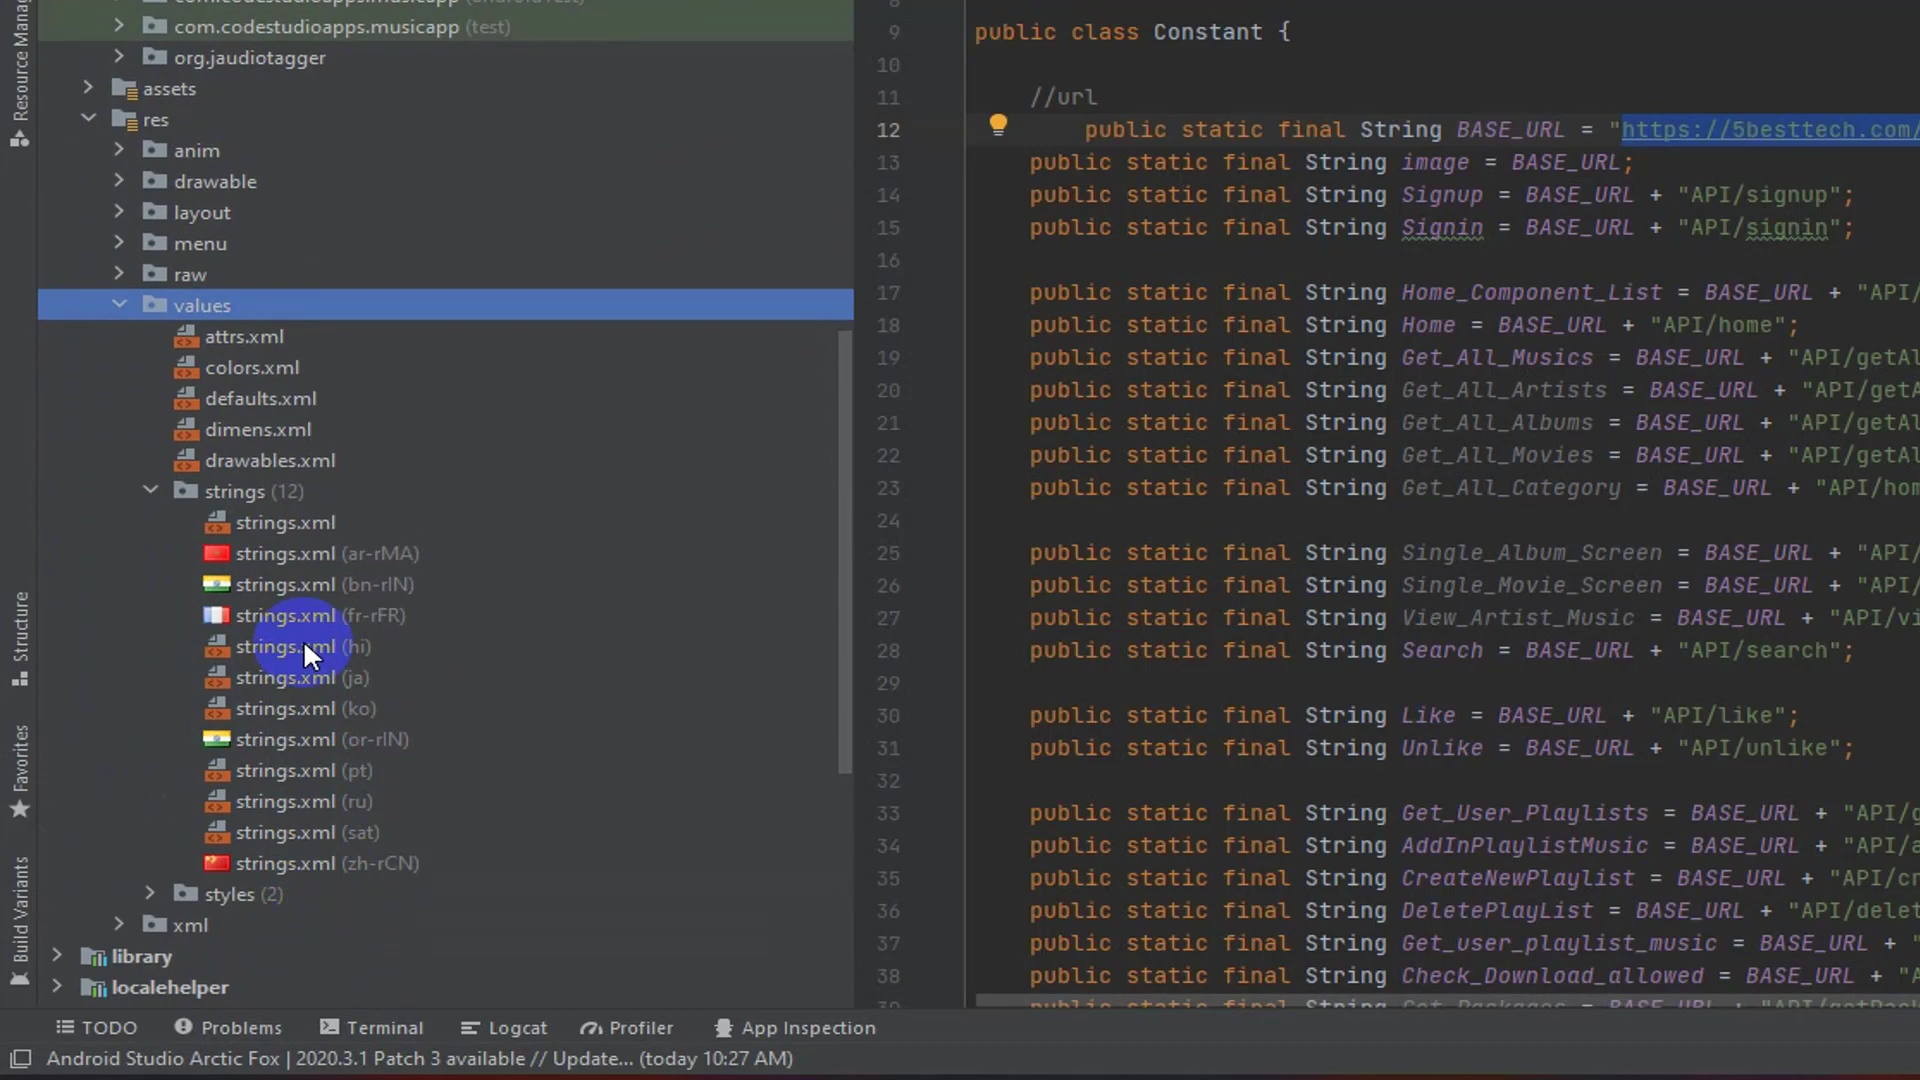 com.codestudioapps.musicapp (androidTest)
com.codestudioapps.musicapp (test)
org.jaudiotagger
assets
res
anim
drawable
layout
menu
raw
values
attrs.xml
colors.xml
defaults.xml
dimens.xml
drawables.xml
strings (12)
strings.xml
strings.xml (ar-rMA)
strings.xml (bn-rIN)
strings.xml (fr-rFR)
strings.xml (hi)
strings.xml (ja)
strings.xml (ko)
strings.xml (or-rIN)
strings.xml (pt)
strings.xml (ru)
strings.xml (sat)
strings.xml (zh-rCN)
styles (2)
xml
library
localehelper
Resource Manag
Structure
Favorites
Build Variants
8
9 public class Constant {
10
11 //url
12 public static final String BASE_URL = "https://5besttech.com/
13 public static final String image = BASE_URL;
14 public static final String Signup = BASE_URL + "API/signup";
15 public static final String Signin = BASE_URL + "API/signin";
16
17 public static final String Home_Component_List = BASE_URL + "API/
18 public static final String Home = BASE_URL + "API/home";
19 public static final String Get_All_Musics = BASE_URL + "API/getAl
20 public static final String Get_All_Artists = BASE_URL + "API/getA
21 public static final String Get_All_Albums = BASE_URL + "API/getAl
22 public static final String Get_All_Movies = BASE_URL + "API/getAl
23 public static final String Get_All_Category = BASE_URL + "API/hom
24
25 public static final String Single_Album_Screen = BASE_URL + "API/
26 public static final String Single_Movie_Screen = BASE_URL + "API/
27 public static final String View_Artist_Music = BASE_URL + "API/vi
28 public static final String Search = BASE_URL + "API/search";
29
30 public static final String Like = BASE_URL + "API/like";
31 public static final String Unlike = BASE_URL + "API/unlike";
32
33 public static final String Get_User_Playlists = BASE_URL + "API/g
34 public static final String AddInPlaylistMusic = BASE_URL + "API/a
35 public static final String CreateNewPlaylist = BASE_URL + "API/cr
36 public static final String DeletePlayList = BASE_URL + "API/delet
37 public static final String Get_user_playlist_music = BASE_URL + "
38 public static final String Check_Download_allowed = BASE_URL + "A
39 public static final String Get_Packages = BASE_URL + "API/getPack
TODO Problems Terminal Logcat Profiler App Inspection
Android Studio Arctic Fox | 2020.3.1 Patch 3 available // Update... (today 10:27 AM)